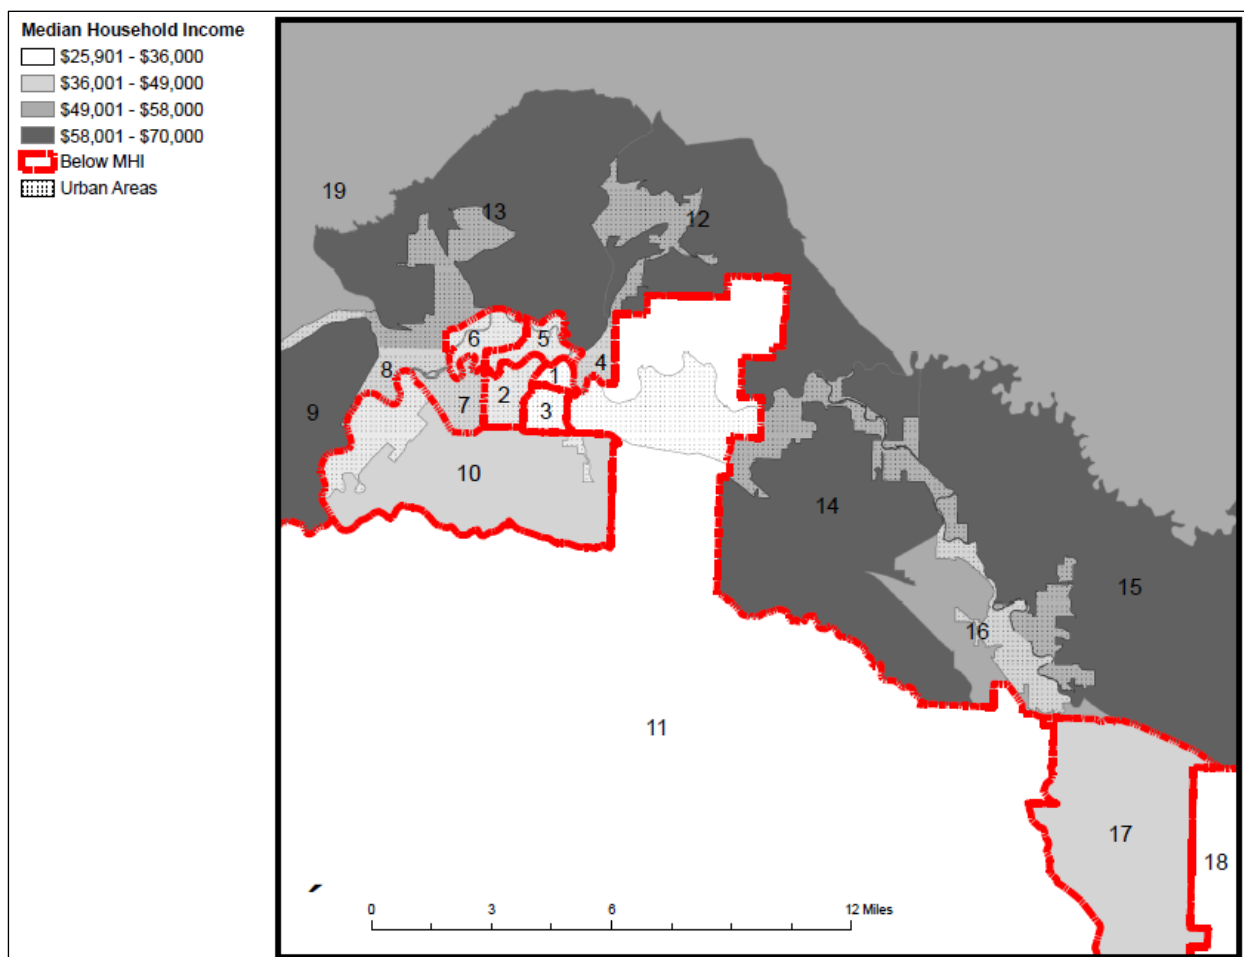 Median Household Income
$25,901 - $36,000
$36,001 - $49,000
$49,001 - $58,000
$58,001 - $70,000
Below MHI
Urban Areas
19
13
12
6
5
4
8
1
7
2
3
9
10
14
15
16
11
17
18
0 3 6 12 Miles